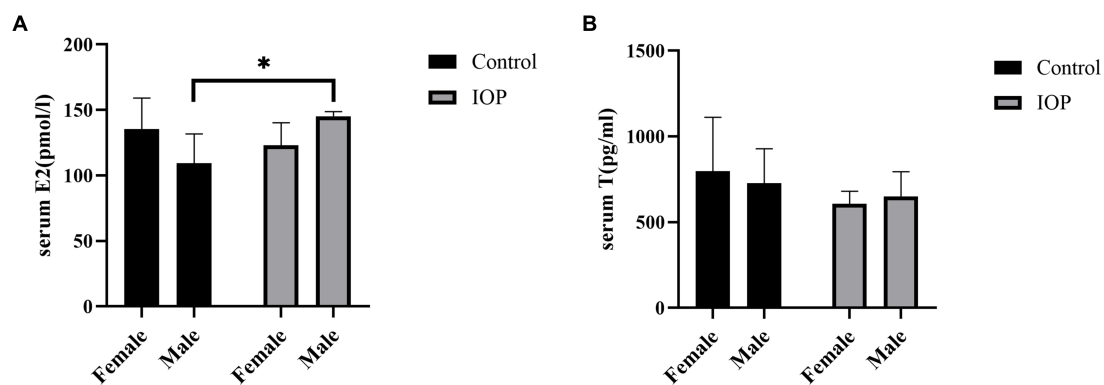 A
serum E2(pmol/l)
200
150
100
50
0
*
Female
Male
Female
Male
Control
IOP
B
serum T(pg/ml)
1500
1000
500
0
Female
Male
Female
Male
Control
IOP